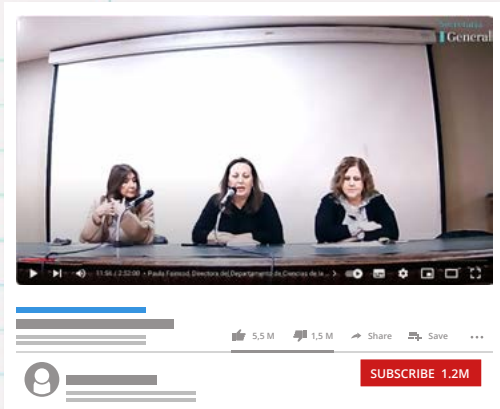 Secretaría
General
11:56 / 2:32:00 • Paula Fainsod, Directora del Departamento de Ciencias de la ...
5,5 M 1,5 M Share Save
SUBSCRIBE 1.2M